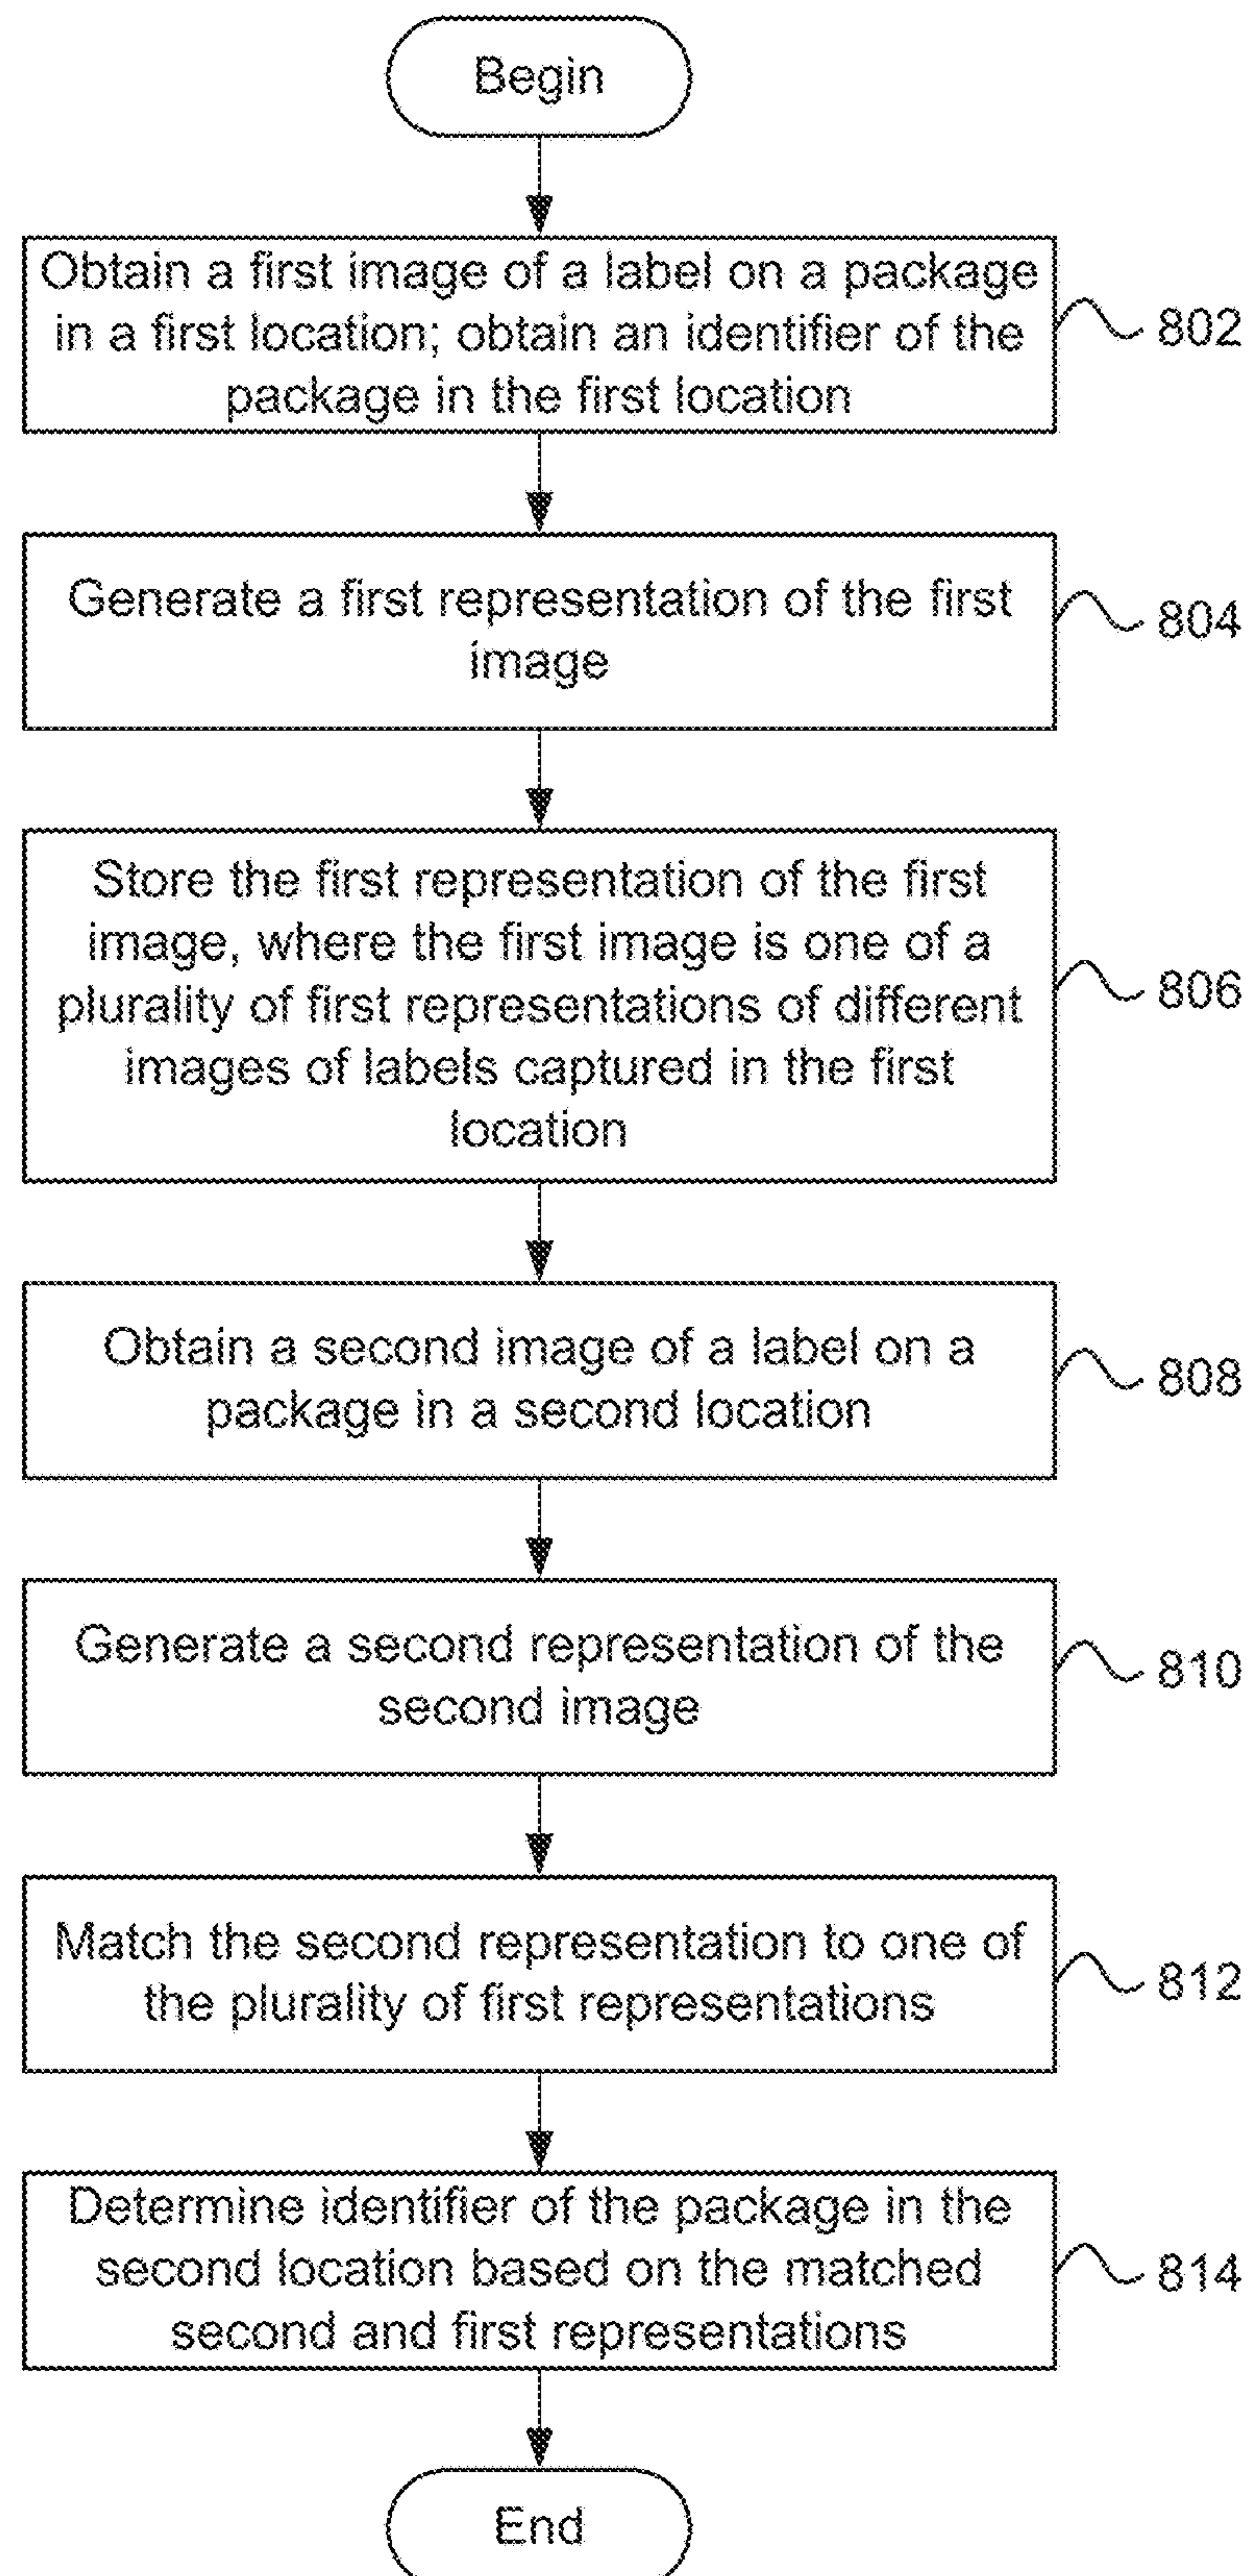 Begin
Obtain a first image of a label on a package
in a first location; obtain an identifier of the
package in the first location
802
Generate a first representation of the first
image
804
Store the first representation of the first
image, where the first image is one of a
plurality of first representations of different
images of labels captured in the first
location
806
Obtain a second image of a label on a
package in a second location
808
Generate a second representation of the
second image
810
Match the second representation to one of
the plurality of first representations
812
Determine identifier of the package in the
second location based on the matched
second and first representations
814
End